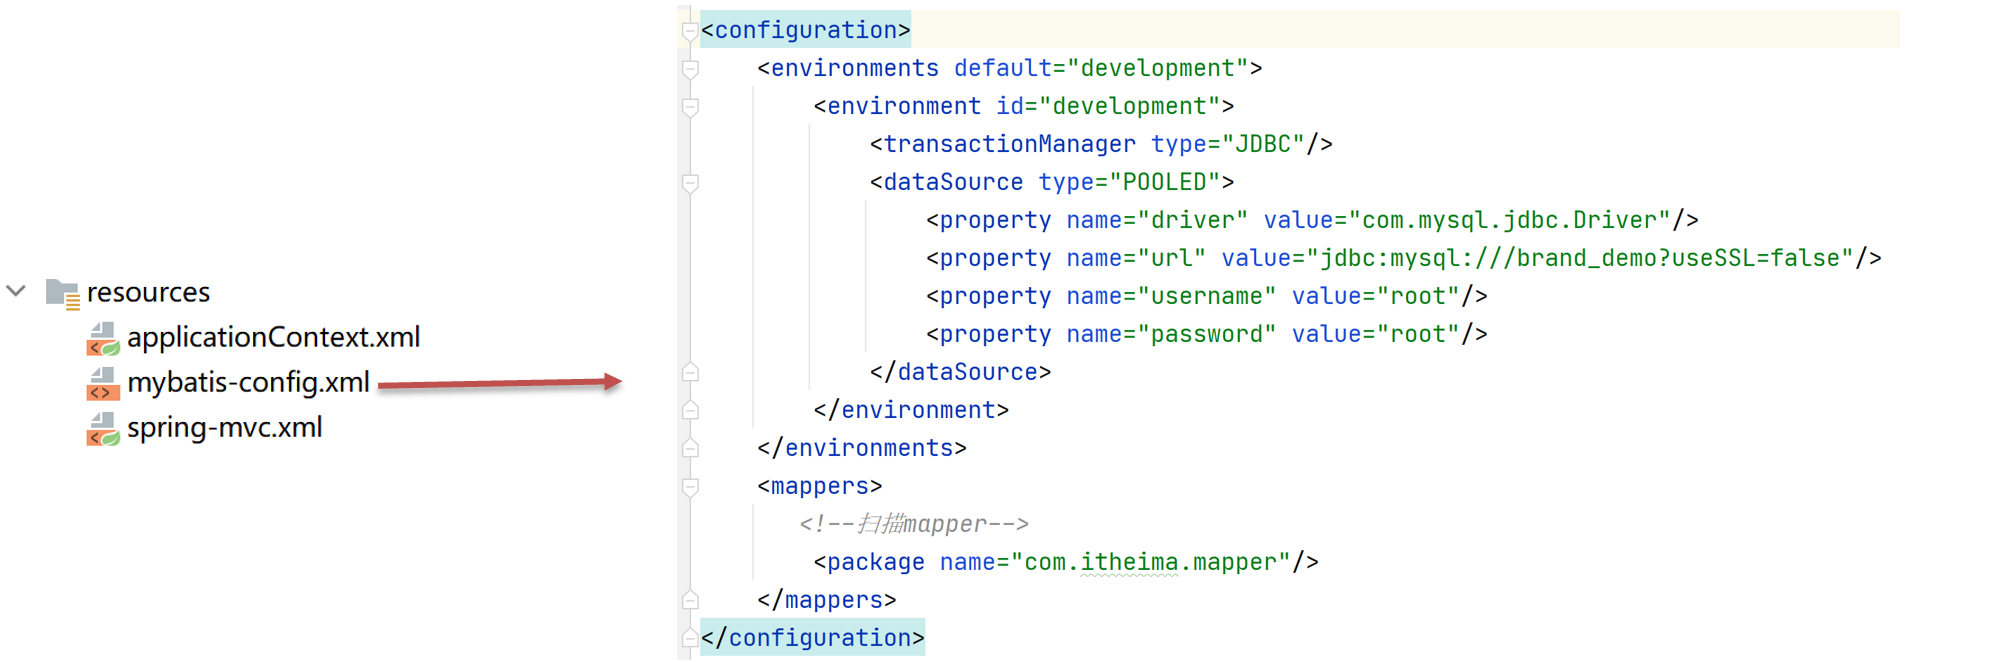 resources
applicationContext.xml
mybatis-config.xml
spring-mvc.xml
<configuration>
    <environments default="development">
        <environment id="development">
            <transactionManager type="JDBC"/>
            <dataSource type="POOLED">
                <property name="driver" value="com.mysql.jdbc.Driver"/>
                <property name="url" value="jdbc:mysql:///brand_demo?useSSL=false"/>
                <property name="username" value="root"/>
                <property name="password" value="root"/>
            </dataSource>
        </environment>
    </environments>
    <mappers>
       <!--扫描mapper-->
        <package name="com.itheima.mapper"/>
    </mappers>
</configuration>